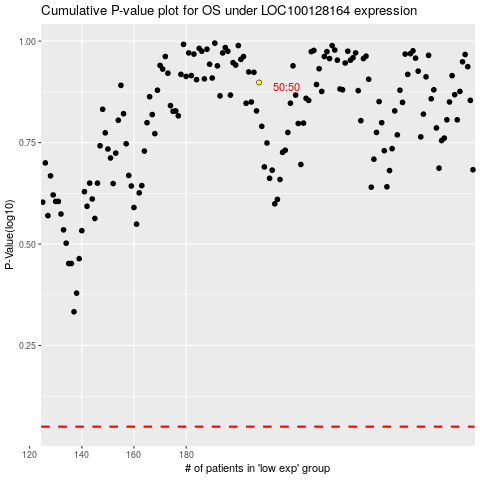 Cumulative P-value plot for OS under LOC100128164 expression
P-Value(log10)
1.00
0.75
0.50
0.25
50:50
120 140 160 180
# of patients in 'low exp' group